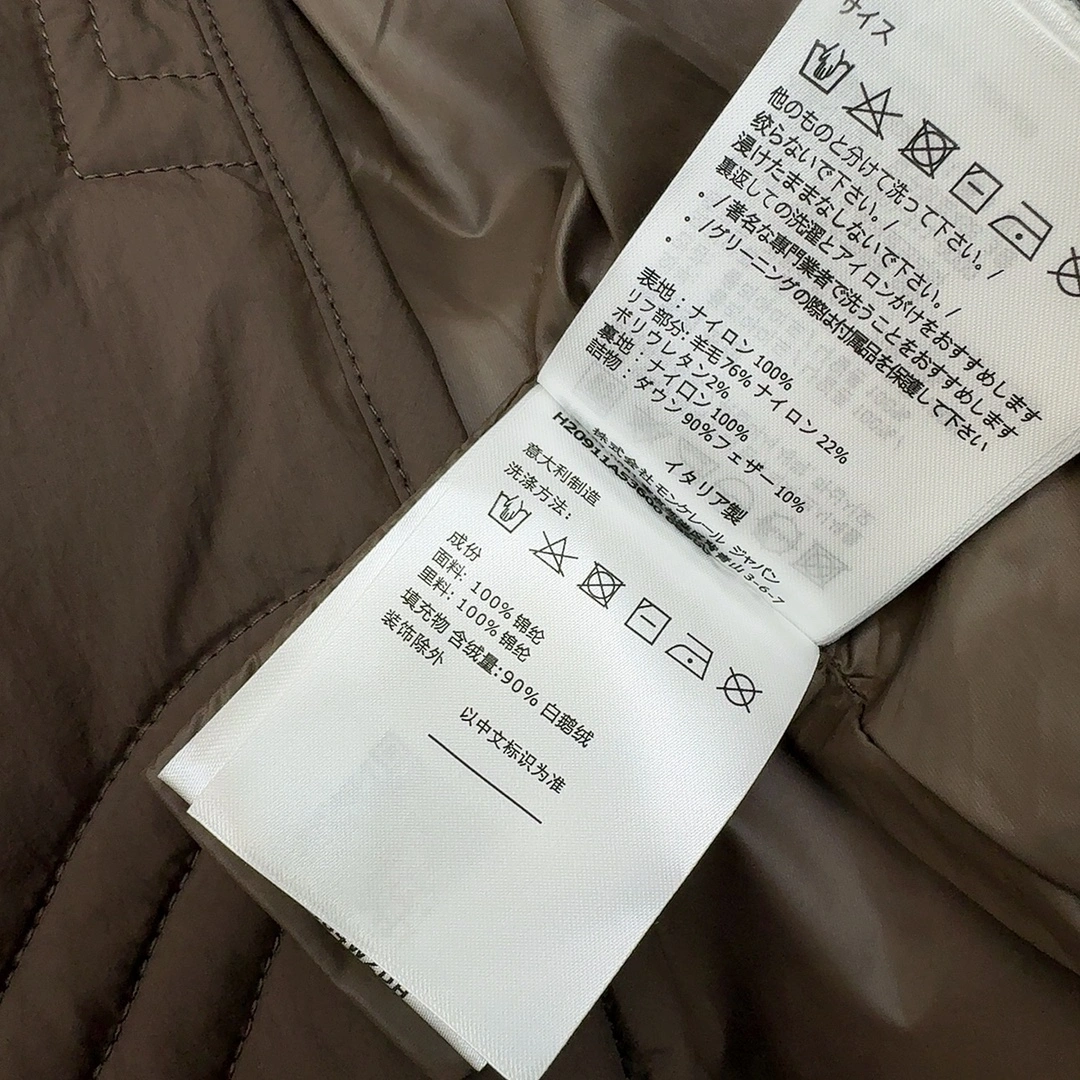 サイズ
他のものと分けて洗って下さい。/
絞らないで下さい。/
浸けたままなしないで下さい。/
裏返しての洗濯とアイロンがけをおすすめします
・/著名な専門業者で洗うことをおすすめします
・/グリーニングの際は付属品を保護して下さい
・
表地:ナイロン 100%
リフ部分:羊毛76% ナイロン 22%
ポリウレタン2%
裏地:ナイロン 100%
詰物:ダウン 90%フェザー 10%
イタリア製
株式会社モンクレール ジャパン
青山 3-6-7
H20911A
意大利制造
洗涤方法:
成份
面料: 100% 锦纶
里料: 100% 锦纶
填充物 含绒量:90% 白鹅绒
装饰除外
以中文标识为准